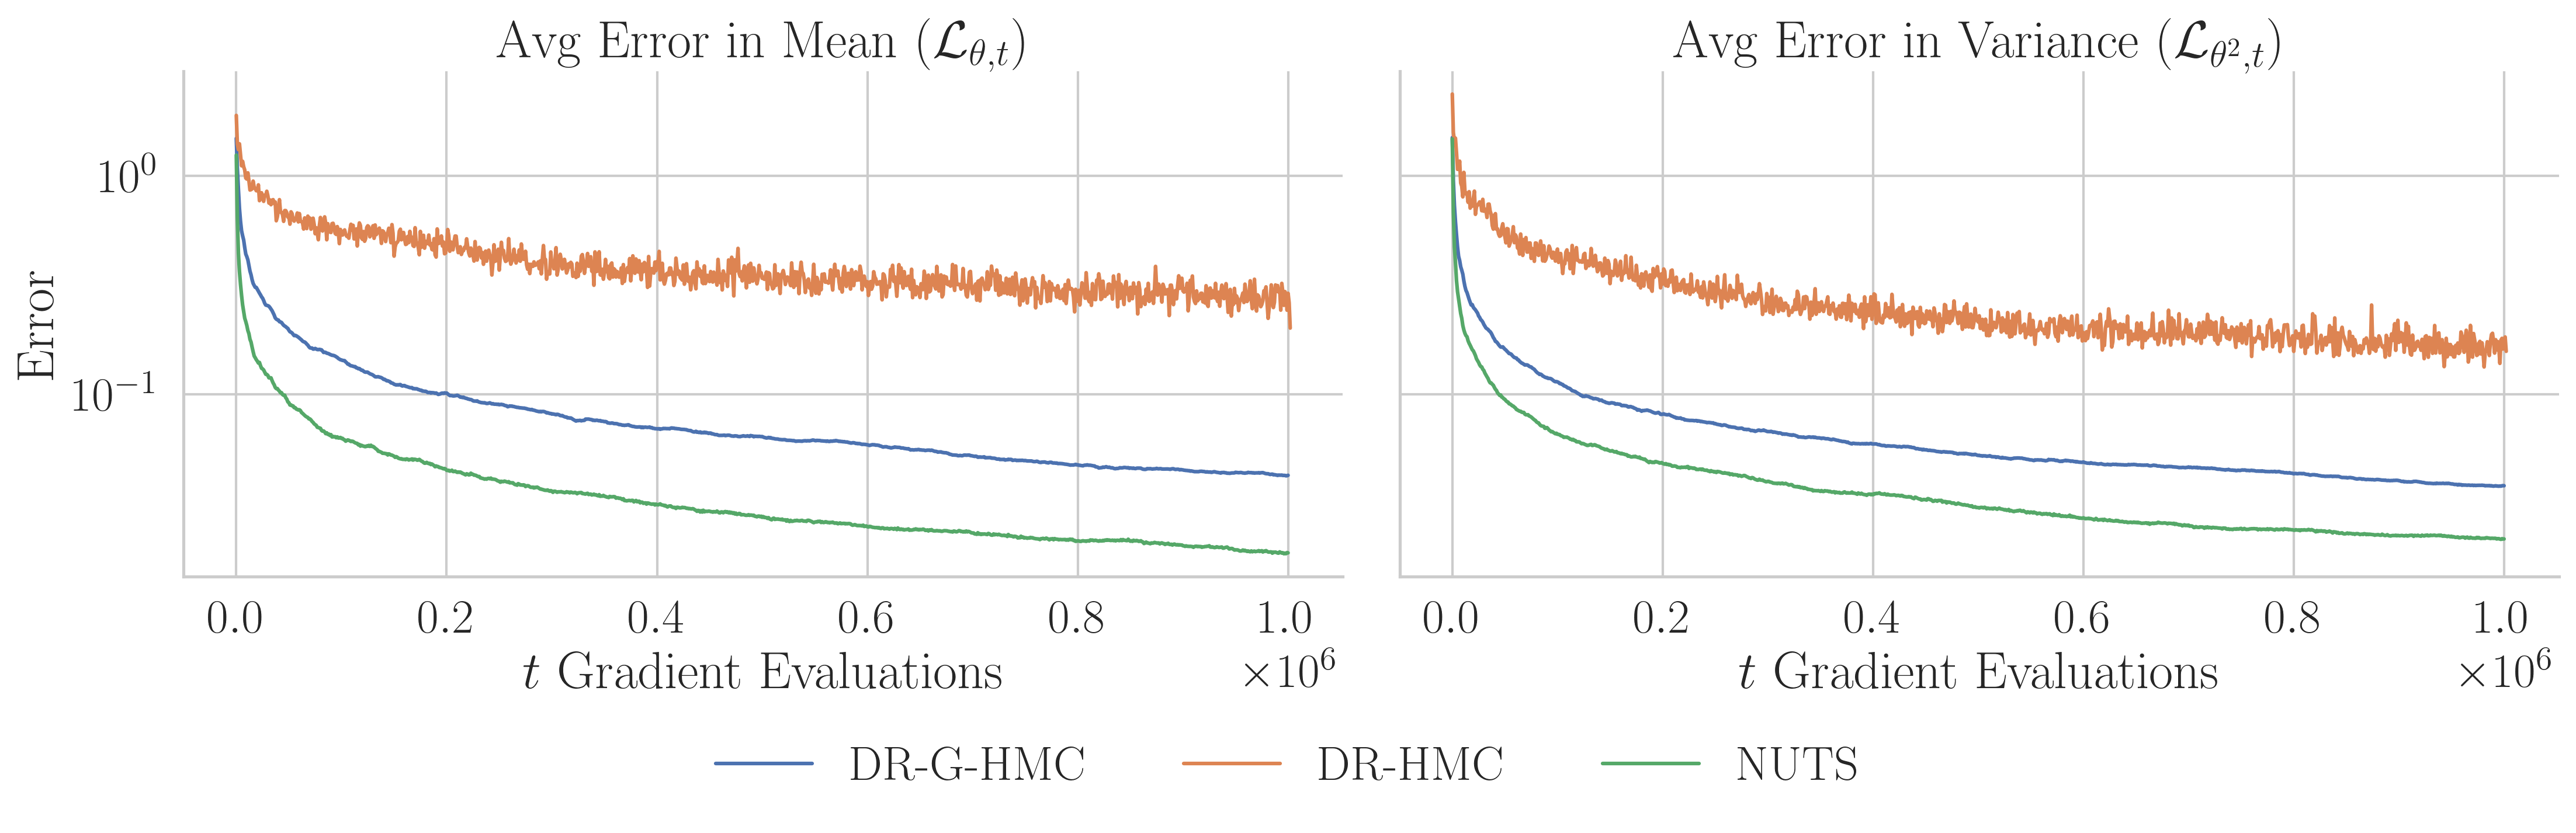 Avg Error in Mean (𝓛_{θ,t})
Avg Error in Variance (𝓛_{θ²,t})
Error
10⁰
10⁻¹
0.0 0.2 0.4 0.6 0.8 1.0
0.0 0.2 0.4 0.6 0.8 1.0
t Gradient Evaluations
×10⁶
t Gradient Evaluations
×10⁶
DR-G-HMC DR-HMC NUTS